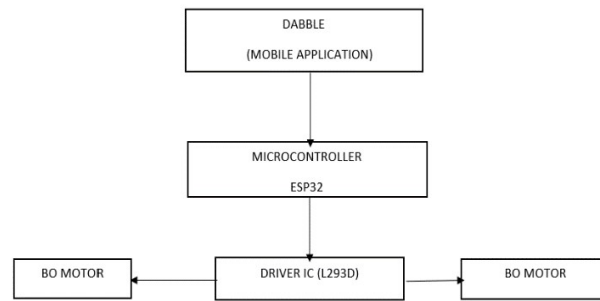 DABBLE
(MOBILE APPLICATION)
MICROCONTROLLER
ESP32
BO MOTOR
DRIVER IC (L293D)
BO MOTOR